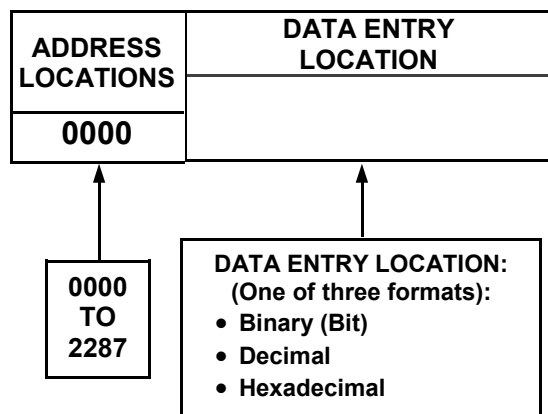 ADDRESS
LOCATIONS
DATA ENTRY
LOCATION
0000
0000
TO
2287
DATA ENTRY LOCATION:
(One of three formats):
• Binary (Bit)
• Decimal
• Hexadecimal